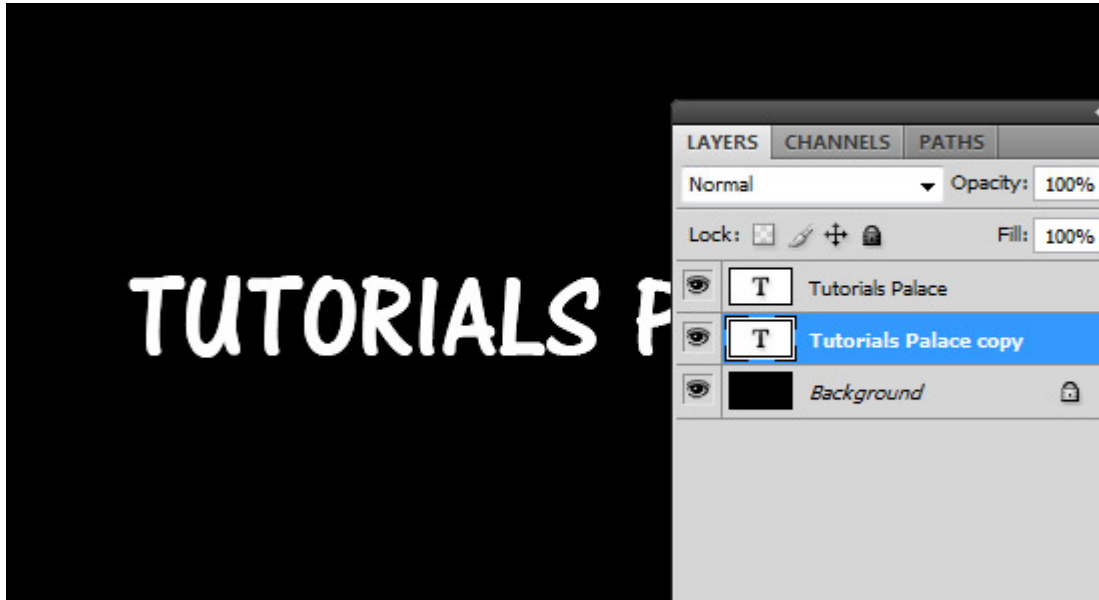 TUTORIALS P
LAYERS CHANNELS PATHS
Normal Opacity: 100%
Lock: Fill: 100%
T Tutorials Palace
T Tutorials Palace copy
Background